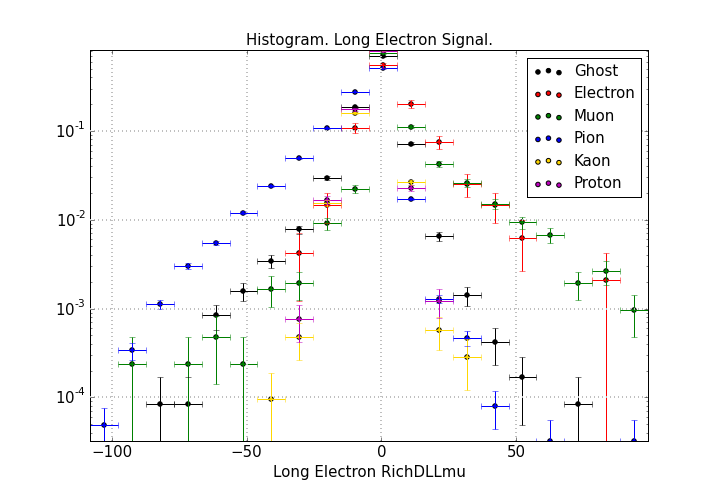 Histogram. Long Electron Signal.
Ghost
Electron
Muon
Pion
Kaon
Proton
10^-1
10^-2
10^-3
10^-4
−100 −50 0 50
Long Electron RichDLLmu